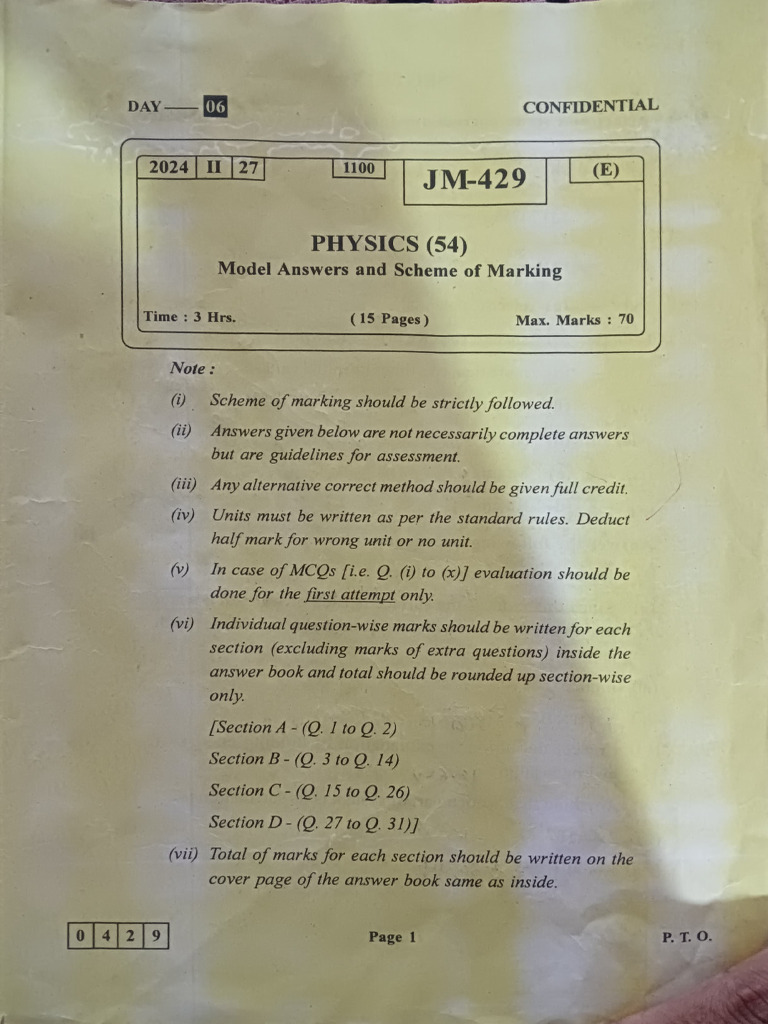 DAY —— 06 CONFIDENTIAL
2024 II 27 1100 JM-429 (E)
PHYSICS (54)
Model Answers and Scheme of Marking
Time : 3 Hrs. (15 Pages) Max. Marks : 70
Note :
(i) Scheme of marking should be strictly followed.
(ii) Answers given below are not necessarily complete answers
but are guidelines for assessment.
(iii) Any alternative correct method should be given full credit.
(iv) Units must be written as per the standard rules. Deduct
half mark for wrong unit or no unit.
(v) In case of MCQs [i.e. Q. (i) to (x)] evaluation should be
done for the first attempt only.
(vi) Individual question-wise marks should be written for each
section (excluding marks of extra questions) inside the
answer book and total should be rounded up section-wise
only.
[Section A - (Q. 1 to Q. 2)
Section B - (Q. 3 to Q. 14)
Section C - (Q. 15 to Q. 26)
Section D - (Q. 27 to Q. 31)]
(vii) Total of marks for each section should be written on the
cover page of the answer book same as inside.
0 4 2 9 Page 1 P. T. O.